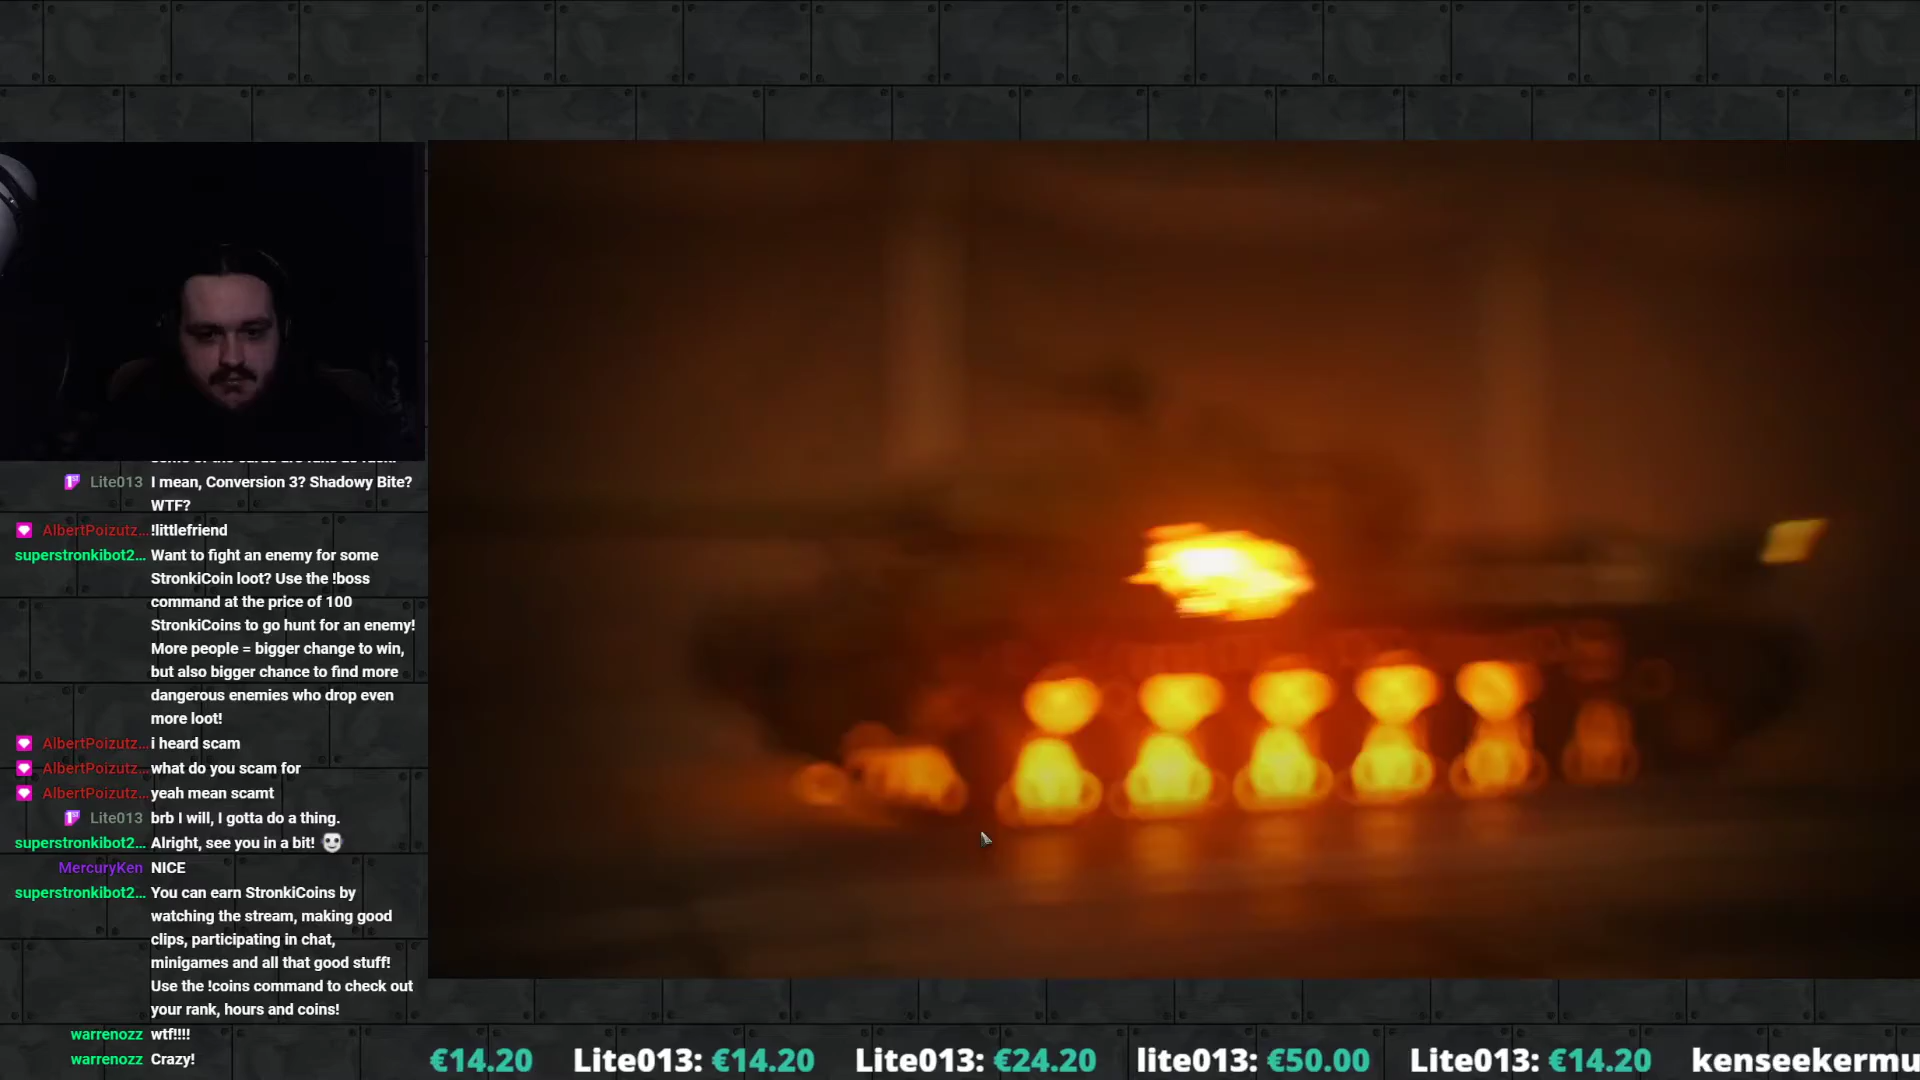 Lite013 I mean, Conversion 3? Shadowy Bite?
WTF?
AlbertPoizutz... !littlefriend
superstronkibot2... Want to fight an enemy for some
StronkiCoin loot? Use the !boss
command at the price of 100
StronkiCoins to go hunt for an enemy!
More people = bigger change to win,
but also bigger chance to find more
dangerous enemies who drop even
more loot!
AlbertPoizutz... i heard scam
AlbertPoizutz... what do you scam for
AlbertPoizutz... yeah mean scamt
Lite013 brb I will, I gotta do a thing.
superstronkibot2... Alright, see you in a bit!
MercuryKen NICE
superstronkibot2... You can earn StronkiCoins by
watching the stream, making good
clips, participating in chat,
minigames and all that good stuff!
Use the !coins command to check out
your rank, hours and coins!
warrenozz wtf!!!!
warrenozz Crazy!
€14.20 Lite013: €14.20 Lite013: €24.20 lite013: €50.00 Lite013: €14.20 kenseekermu